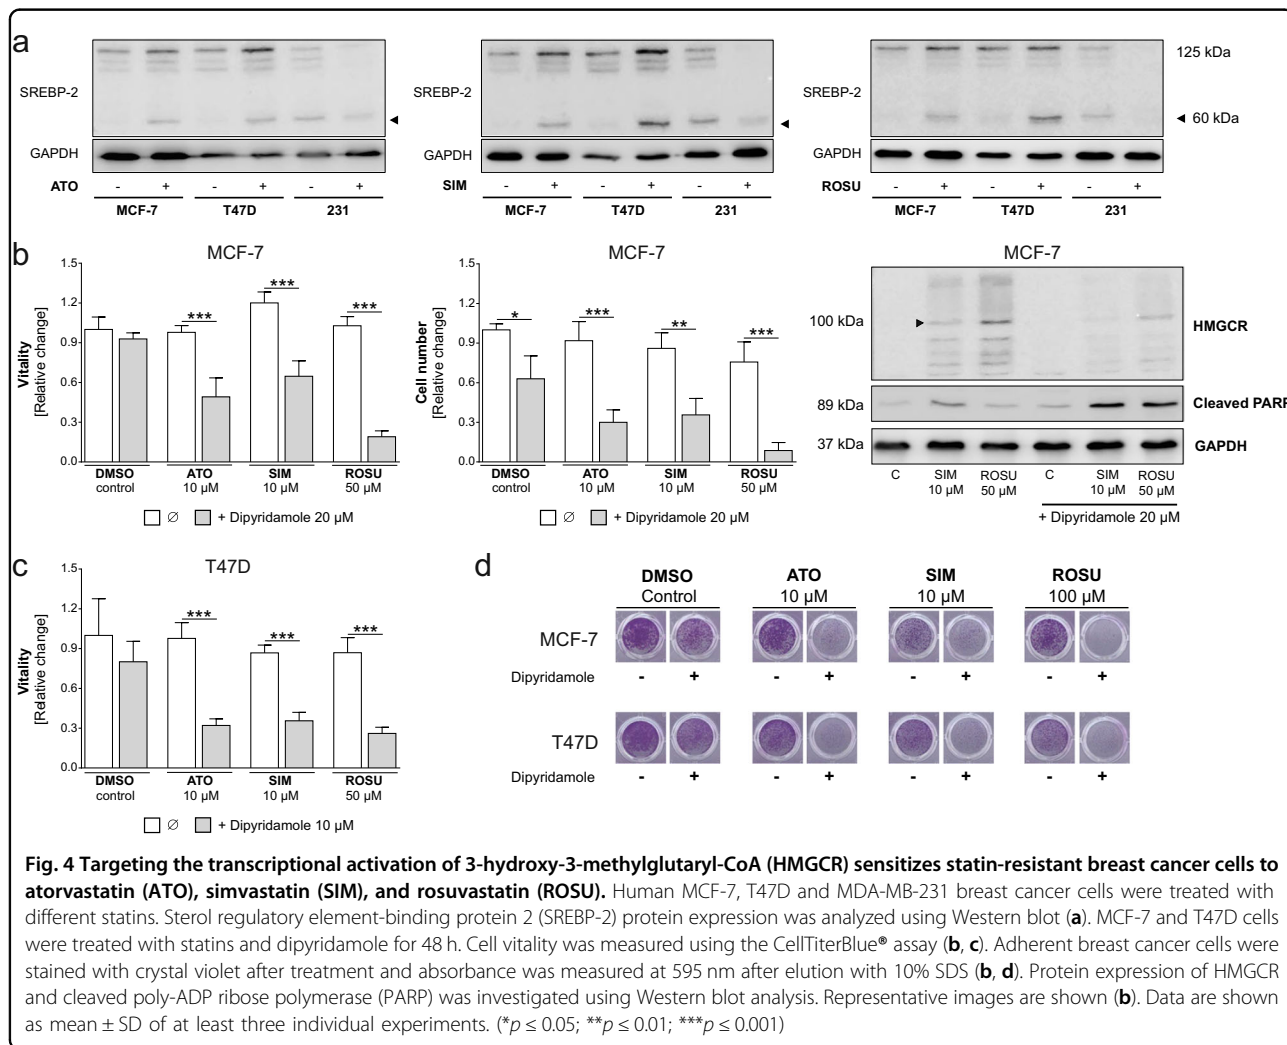 a
SREBP-2
GAPDH
ATO - + - + - +
MCF-7 T47D 231
SREBP-2
GAPDH
SIM - + - + - +
MCF-7 T47D 231
SREBP-2
GAPDH
ROSU - + - + - +
MCF-7 T47D 231
125 kDa
◄ 60 kDa
b
MCF-7
Vitality
[Relative change]
1.5
1.2
0.9
0.6
0.3
0.0
*** *** ***
DMSO ATO SIM ROSU
control 10 µM 10 µM 50 µM
∅ + Dipyridamole 20 µM
MCF-7
Cell number
[Relative change]
1.5
1.2
0.9
0.6
0.3
0.0
* *** ** ***
DMSO ATO SIM ROSU
control 10 µM 10 µM 50 µM
∅ + Dipyridamole 20 µM
MCF-7
100 kDa HMGCR
89 kDa Cleaved PARP
37 kDa GAPDH
C SIM ROSU C SIM ROSU
10 µM 50 µM 10 µM 50 µM
+ Dipyridamole 20 µM
c
T47D
Vitality
[Relative change]
1.5
1.2
0.9
0.6
0.3
0.0
*** *** ***
DMSO ATO SIM ROSU
control 10 µM 10 µM 50 µM
∅ + Dipyridamole 10 µM
d
DMSO ATO SIM ROSU
Control 10 µM 10 µM 100 µM
MCF-7
Dipyridamole - + - + - + - +
T47D
Dipyridamole - + - + - + - +
Fig. 4 Targeting the transcriptional activation of 3-hydroxy-3-methylglutaryl-CoA (HMGCR) sensitizes statin-resistant breast cancer cells to
atorvastatin (ATO), simvastatin (SIM), and rosuvastatin (ROSU). Human MCF-7, T47D and MDA-MB-231 breast cancer cells were treated with
different statins. Sterol regulatory element-binding protein 2 (SREBP-2) protein expression was analyzed using Western blot (a). MCF-7 and T47D cells
were treated with statins and dipyridamole for 48 h. Cell vitality was measured using the CellTiterBlue® assay (b, c). Adherent breast cancer cells were
stained with crystal violet after treatment and absorbance was measured at 595 nm after elution with 10% SDS (b, d). Protein expression of HMGCR
and cleaved poly-ADP ribose polymerase (PARP) was investigated using Western blot analysis. Representative images are shown (b). Data are shown
as mean ± SD of at least three individual experiments. (*p ≤ 0.05; **p ≤ 0.01; ***p ≤ 0.001)